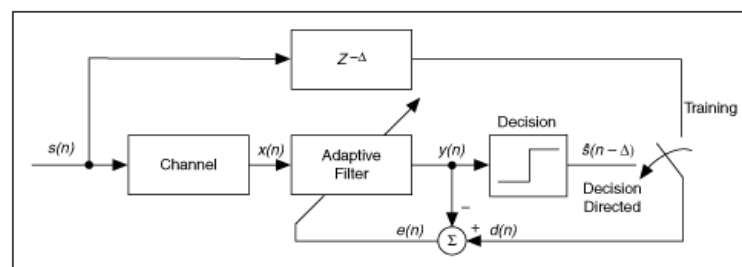 Z⁻Δ
Training
s(n)
Channel
x(n)
Adaptive
Filter
y(n)
Decision
ŝ(n – Δ)
Decision
Directed
–
e(n)
Σ
+
d(n)